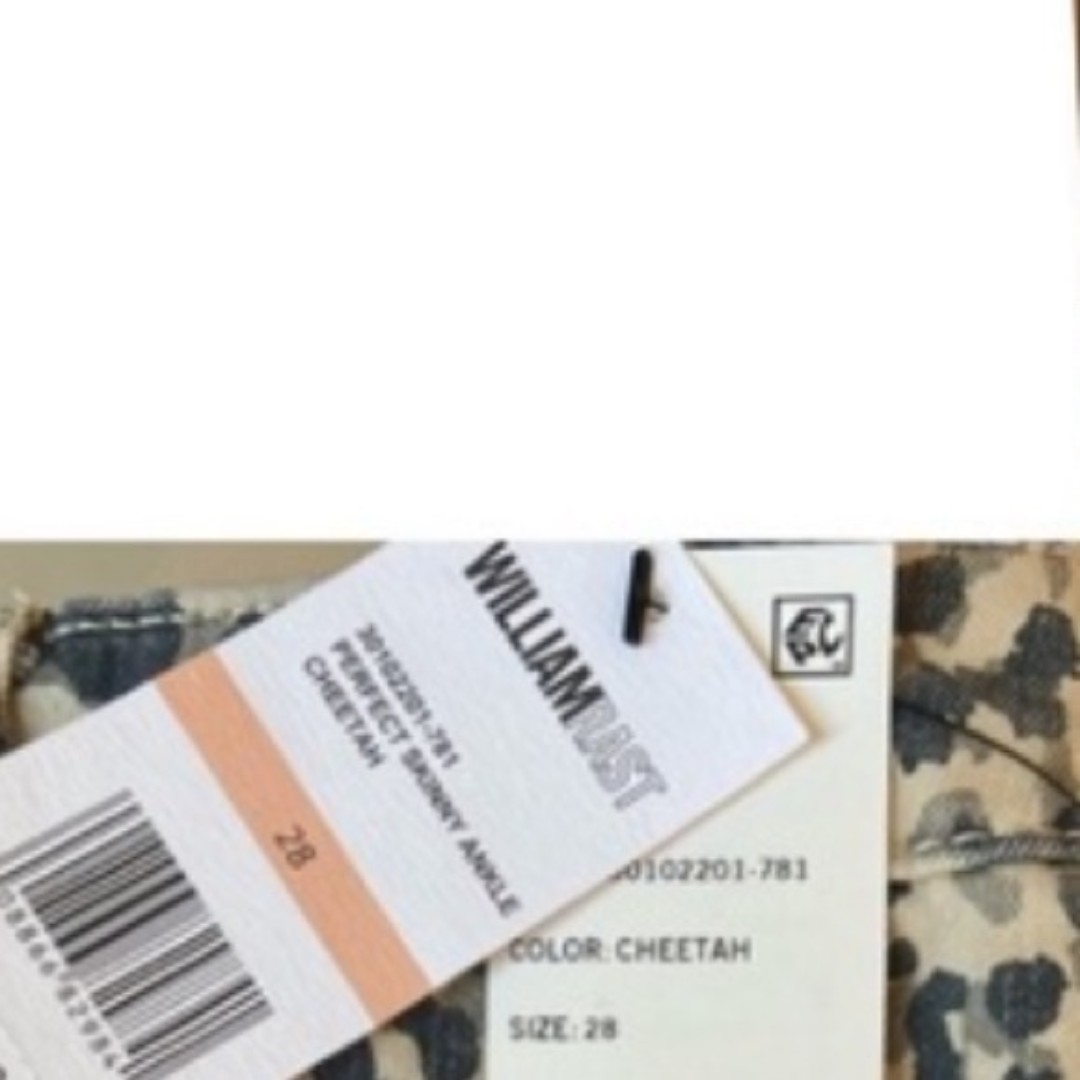 WILLIAMRAST
30102201-781
PERFECT SKINNY ANKLE
CHEETAH
28
0102201-781
COLOR: CHEETAH
SIZE: 28